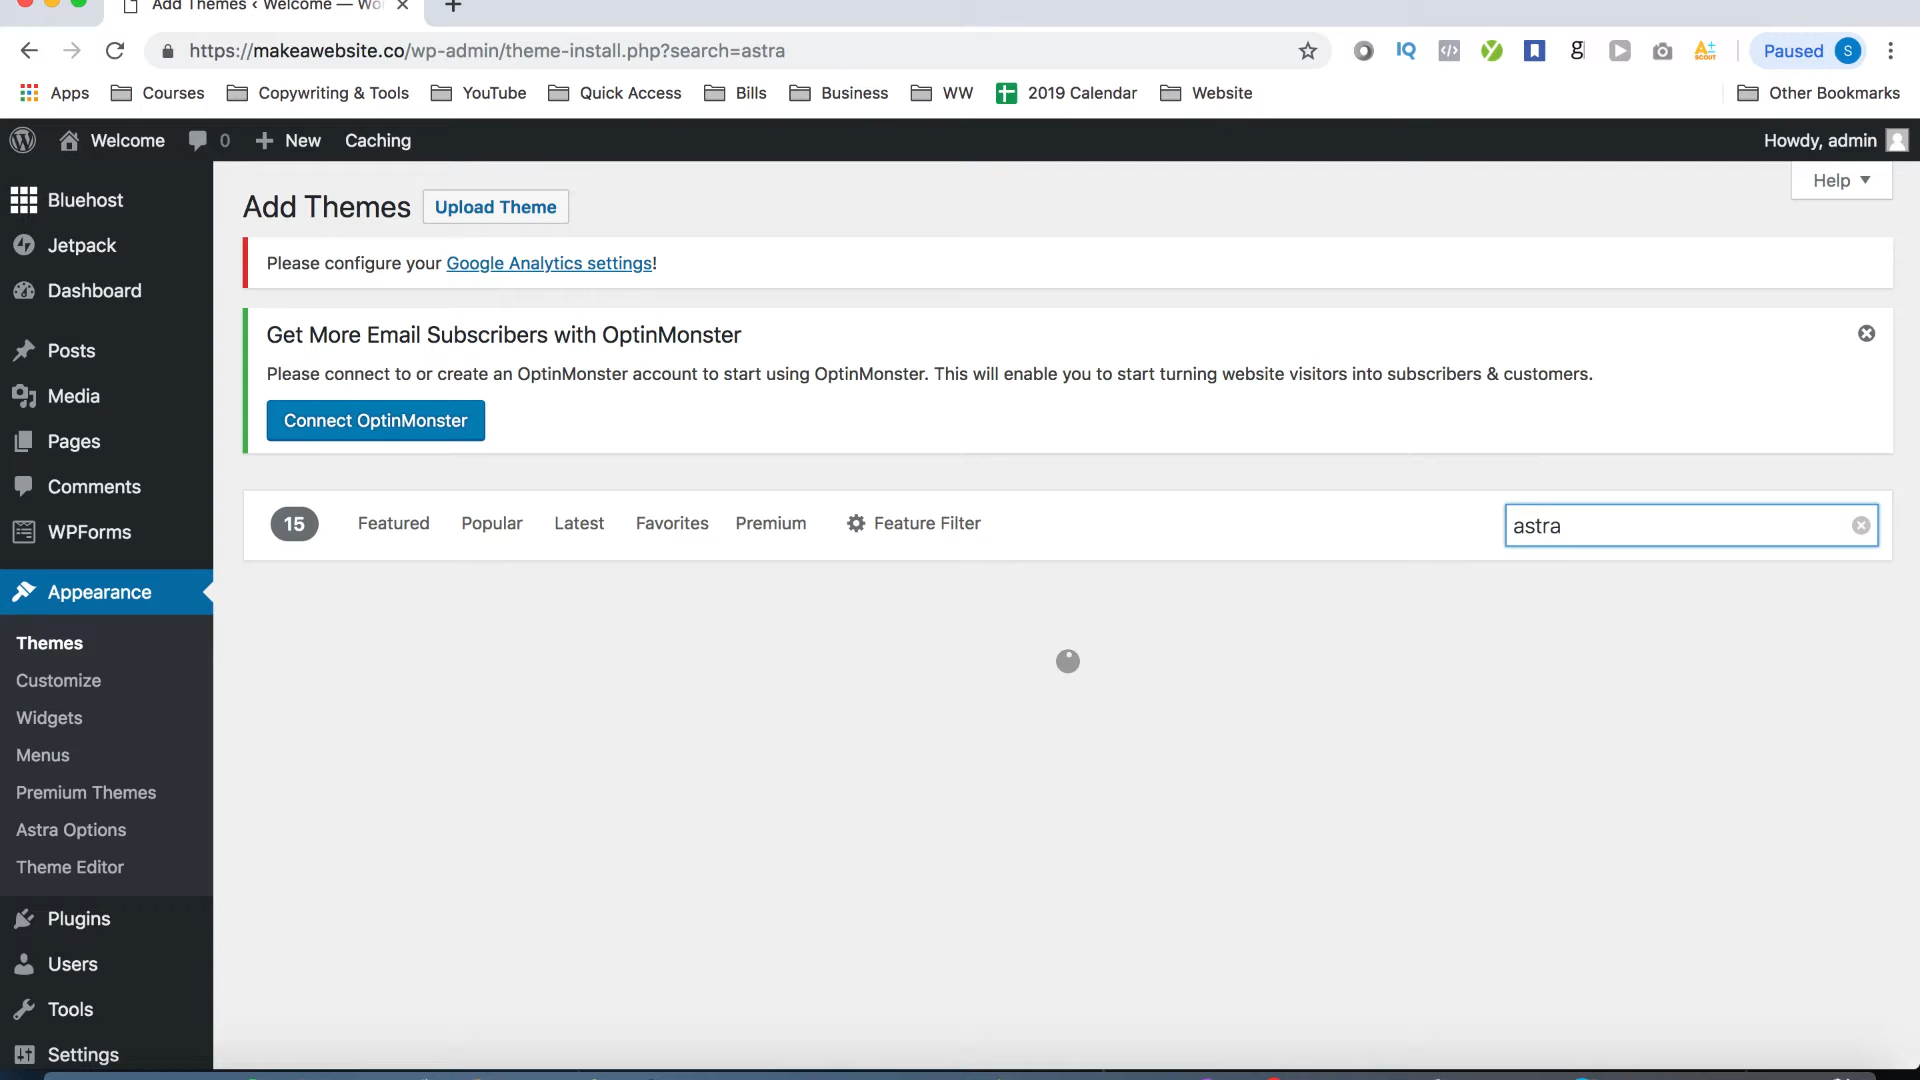 Add Themes ‹ Welcome — Wo
https://makeawebsite.co/wp-admin/theme-install.php?search=astra
IQ
g
A+
SCOUT
Paused
S
Apps
Courses
Copywriting & Tools
YouTube
Quick Access
Bills
Business
WW
2019 Calendar
Website
Other Bookmarks
Welcome
0
New
Caching
Howdy, admin
Help
Bluehost
Jetpack
Dashboard
Posts
Media
Pages
Comments
WPForms
Appearance
Themes
Customize
Widgets
Menus
Premium Themes
Astra Options
Theme Editor
Plugins
Users
Tools
Settings
Add Themes
Upload Theme
Please configure your Google Analytics settings!
Get More Email Subscribers with OptinMonster
Please connect to or create an OptinMonster account to start using OptinMonster. This will enable you to start turning website visitors into subscribers & customers.
Connect OptinMonster
15
Featured
Popular
Latest
Favorites
Premium
Feature Filter
astra